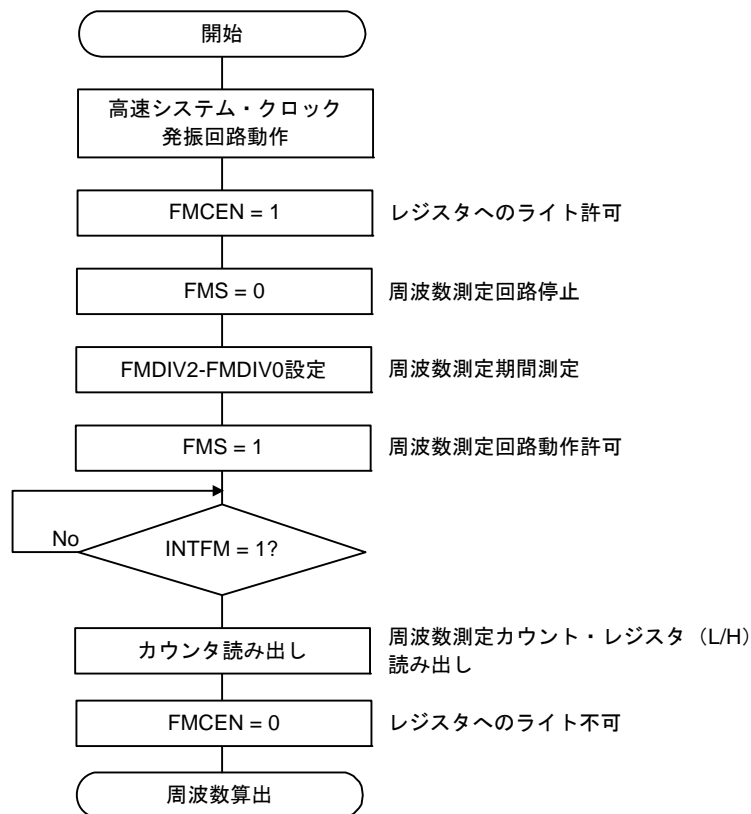 開始
高速システム・クロック
発振回路動作
FMCEN = 1
レジスタへのライト許可
FMS = 0
周波数測定回路停止
FMDIV2-FMDIV0設定
周波数測定期間測定
FMS = 1
周波数測定回路動作許可
No
INTFM = 1?
カウンタ読み出し
周波数測定カウント・レジスタ（L/H）
読み出し
FMCEN = 0
レジスタへのライト不可
周波数算出